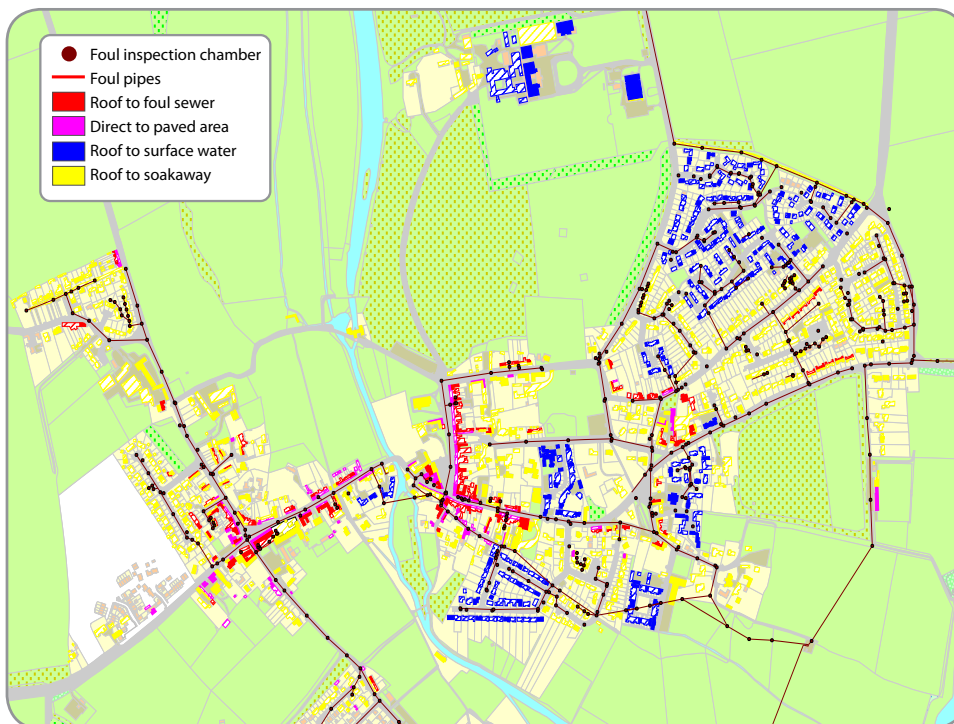 Foul inspection chamber
Foul pipes
Roof to foul sewer
Direct to paved area
Roof to surface water
Roof to soakaway